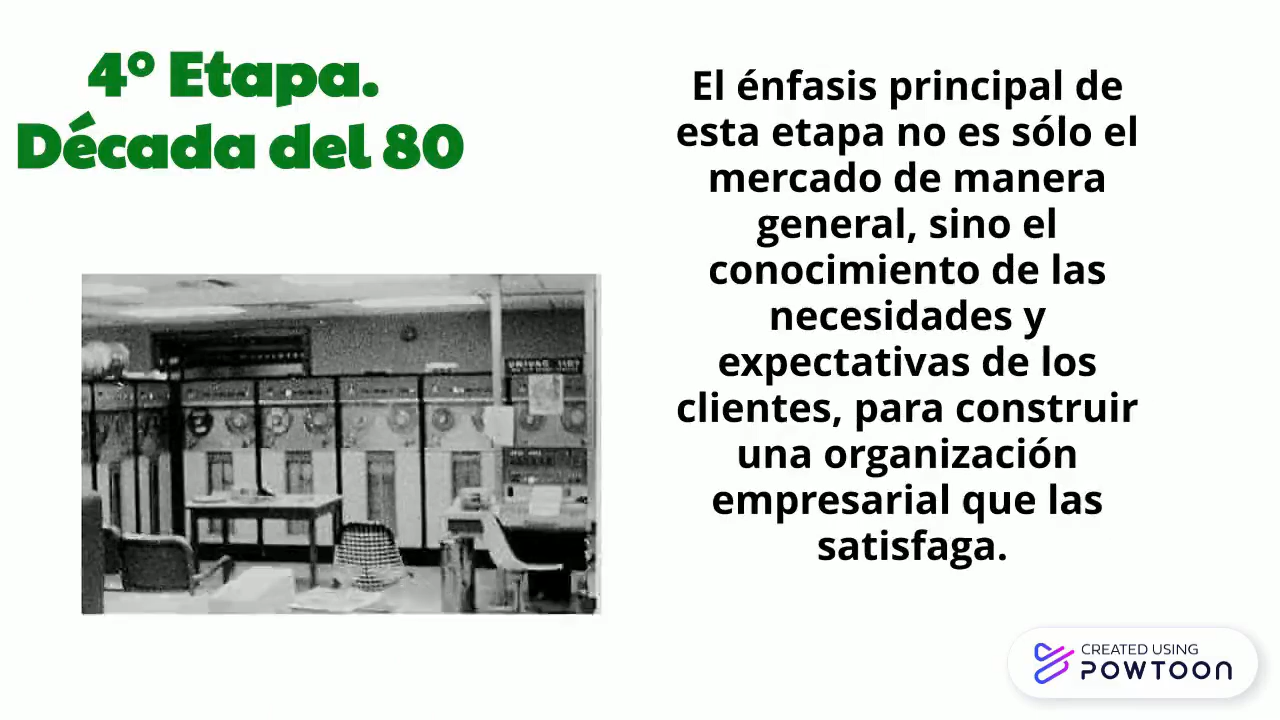 4° Etapa.
Década del 80
El énfasis principal de
esta etapa no es sólo el
mercado de manera
general, sino el
conocimiento de las
necesidades y
expectativas de los
clientes, para construir
una organización
empresarial que las
satisfaga.
CREATED USING
POWTOON